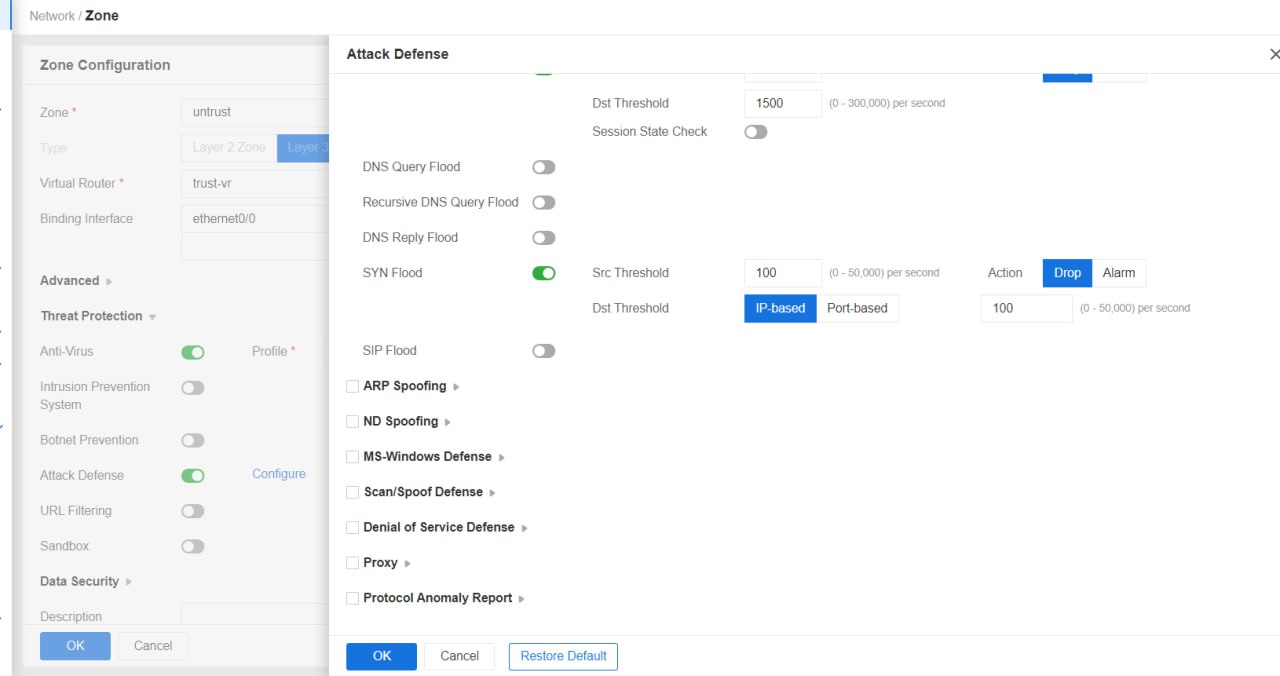 Network / Zone
Zone Configuration
Zone *
untrust
Type
Layer 2 Zone
Layer 3
Virtual Router *
trust-vr
Binding Interface
ethernet0/0
Advanced
Threat Protection
Anti-Virus
Profile *
Intrusion Prevention
System
Botnet Prevention
Attack Defense
Configure
URL Filtering
Sandbox
Data Security
Description
OK
Cancel
Attack Defense
Dst Threshold
1500
(0 - 300,000) per second
Session State Check
DNS Query Flood
Recursive DNS Query Flood
DNS Reply Flood
SYN Flood
Src Threshold
100
(0 - 50,000) per second
Action
Drop
Alarm
Dst Threshold
IP-based
Port-based
100
(0 - 50,000) per second
SIP Flood
ARP Spoofing
ND Spoofing
MS-Windows Defense
Scan/Spoof Defense
Denial of Service Defense
Proxy
Protocol Anomaly Report
OK
Cancel
Restore Default